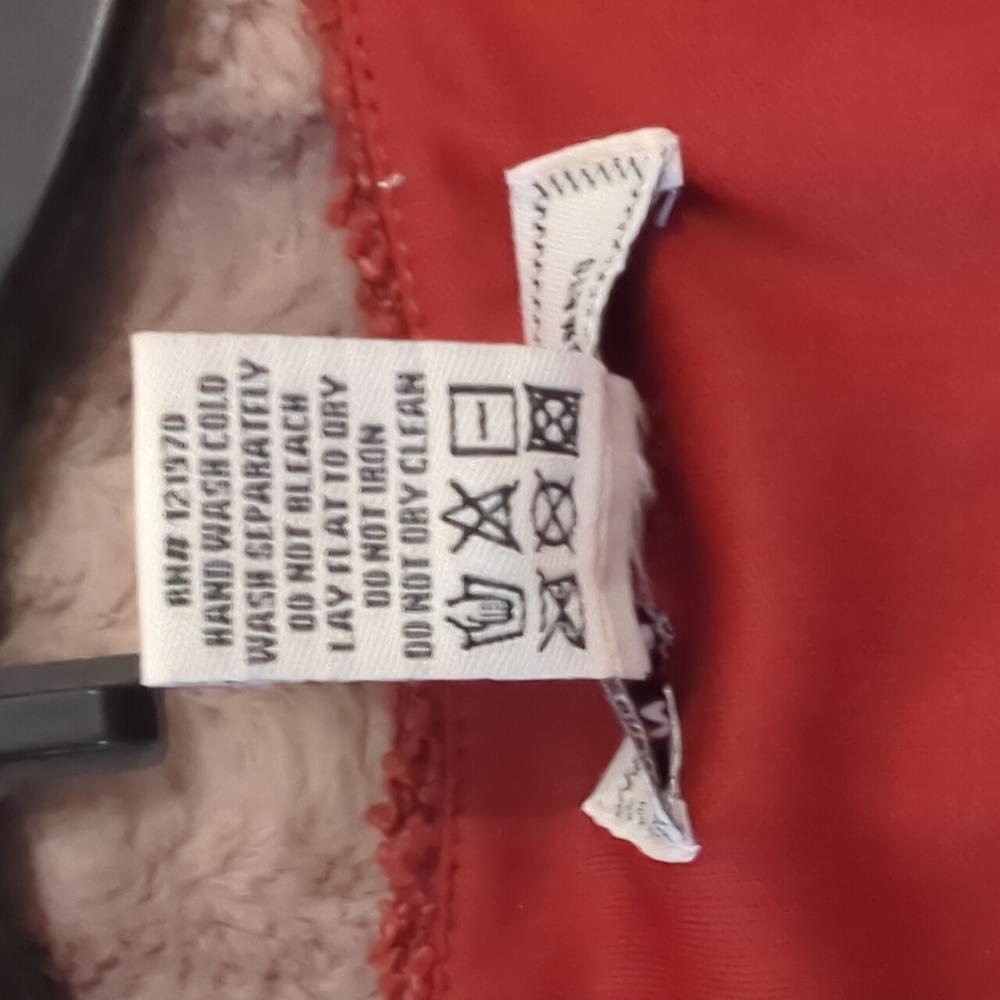 RN# 121970
HAND WASH COLD
WASH SEPARATELY
DO NOT BLEACH
LAY FLAT TO DRY
DO NOT IRON
DO NOT DRY CLEAN